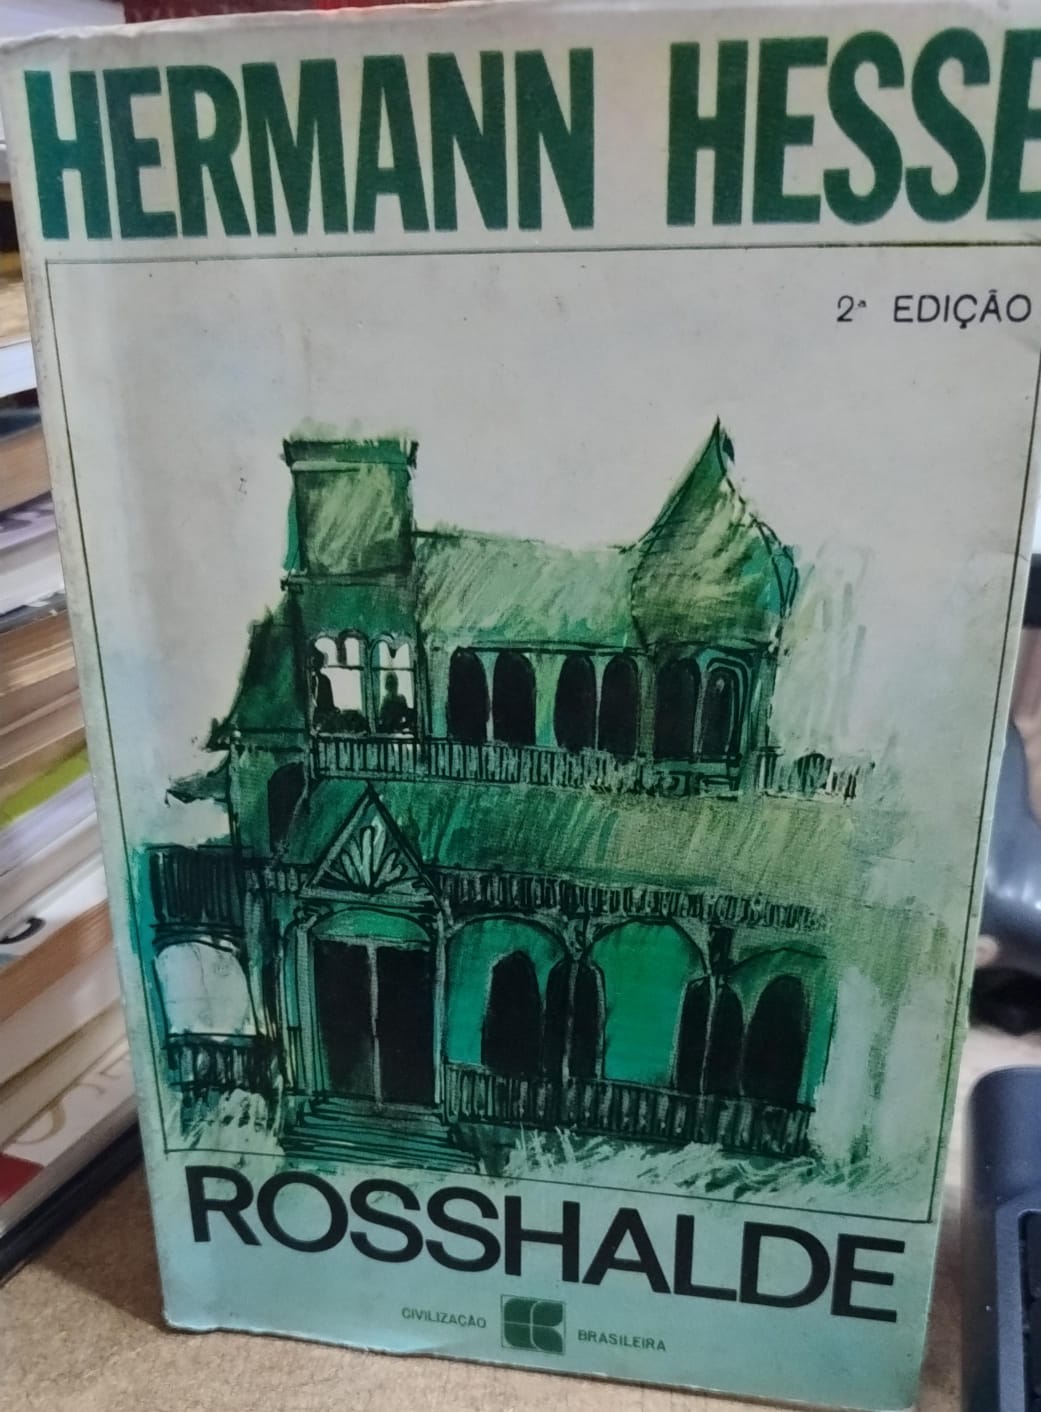 HERMANN HESSE
2ª EDIÇÃO
ROSSHALDE
CIVILIZAÇÃO BRASILEIRA